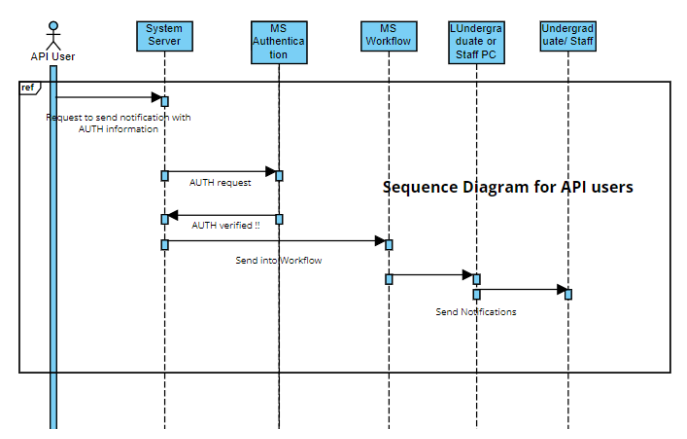 System
Server
MS
Authentica
tion
MS
Workflow
LUndergra
duate or
Staff PC
Undergrad
uate/ Staff
API User
ref
Request to send notification with
AUTH information
AUTH request
Sequence Diagram for API users
AUTH verified !!
Send into Workflow
Send Notifications